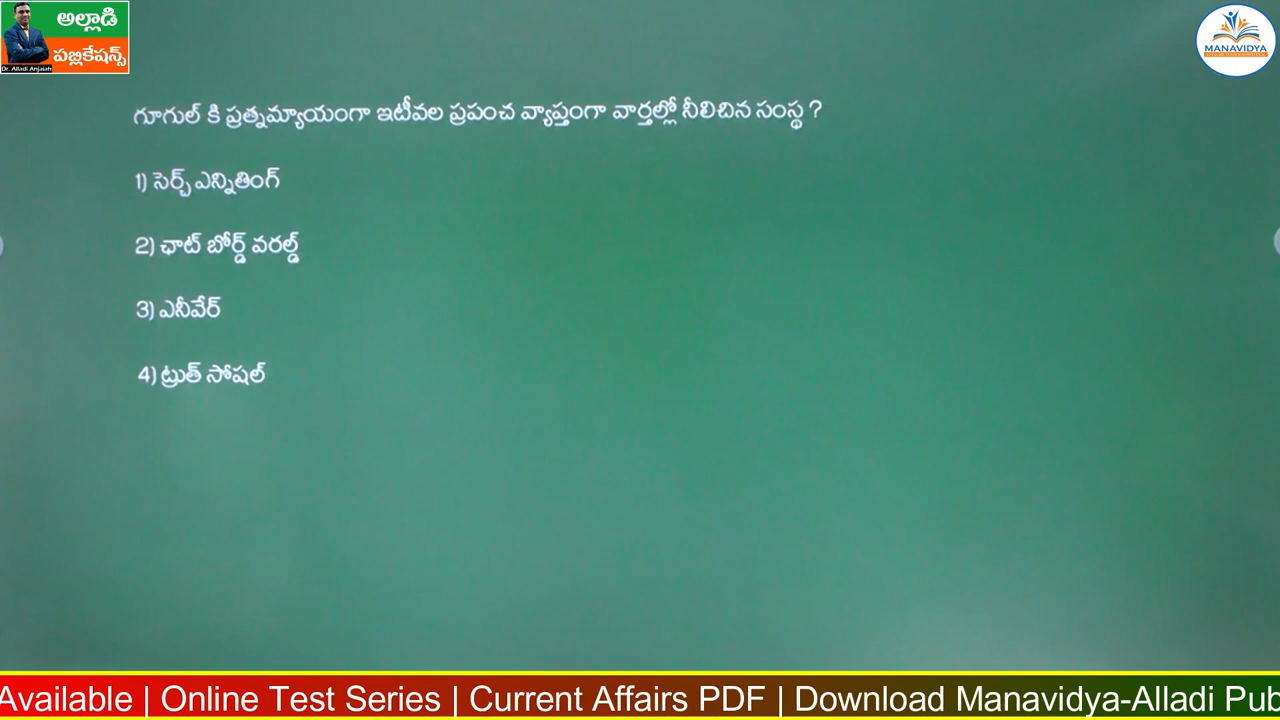 అల్లాడి
పబ్లికేషన్స్
Dr. Alladi Anjaiah
MANAVIDYA
గూగుల్ కి ప్రత్నమ్యాయంగా ఇటీవల ప్రపంచ వ్యాప్తంగా వార్తల్లో నీలిచిన సంస్థ ?
1) సెర్చ్ ఎన్నితింగ్
2) ఛాట్ బోర్డ్ వరల్డ్
3) ఎనీవేర్
4) ట్రుత్ సోషల్
Available | Online Test Series | Current Affairs PDF | Download Manavidya-Alladi Pub